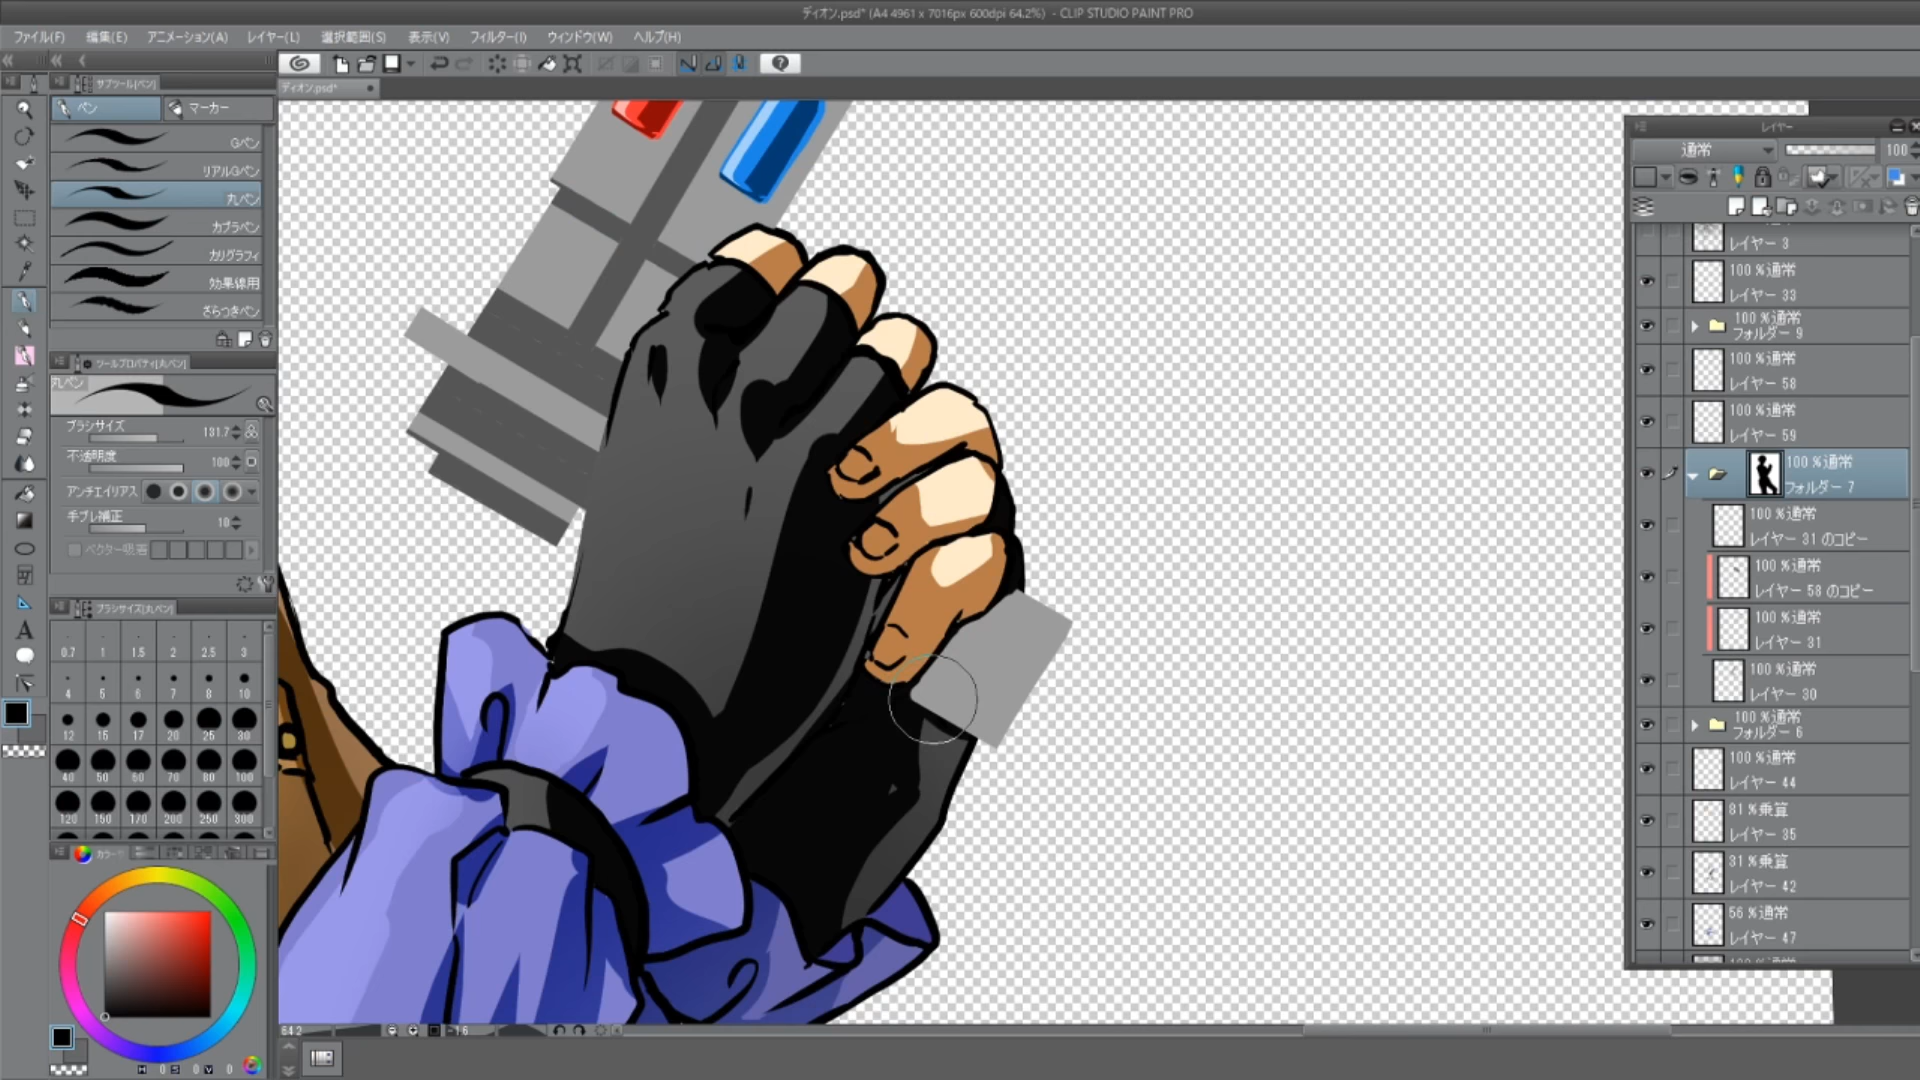 ディオン.psd* (A4 4961 x 7016px 600dpi 64.2%) - CLIP STUDIO PAINT PRO
ファイル(F) 編集(E) アニメーション(A) レイヤー(L) 選択範囲(S) 表示(V) フィルター(I) ウィンドウ(W) ヘルプ(H)
サブツール[ペン]
ディオン.psd*
ペン マーカー
Gペン
リアルGペン
丸ペン
カブラペン
カリグラフィ
効果線用
ざらつきペン
ツールプロパティ[丸ペン]
丸ペン
ブラシサイズ 131.7
不透明度 100
アンチエイリアス
手ブレ補正 10
ベクター吸着
ブラシサイズ[丸ペン]
0.7 1 1.5 2 2.5 3
4 5 6 7 8 10
12 15 17 20 25 30
40 50 60 70 80 100
120 150 170 200 250 300
H 0 S 0 V 0
64.2
-1.6
レイヤー
通常 100
レイヤー 3
100 %通常
レイヤー 33
100 %通常
フォルダー 9
100 %通常
レイヤー 58
100 %通常
レイヤー 59
100 %通常
フォルダー 7
100 %通常
レイヤー 31 のコピー
100 %通常
レイヤー 58 のコピー
100 %通常
レイヤー 31
100 %通常
レイヤー 30
100 %通常
フォルダー 6
100 %通常
レイヤー 44
81 %乗算
レイヤー 35
31 %乗算
レイヤー 42
56 %通常
レイヤー 47